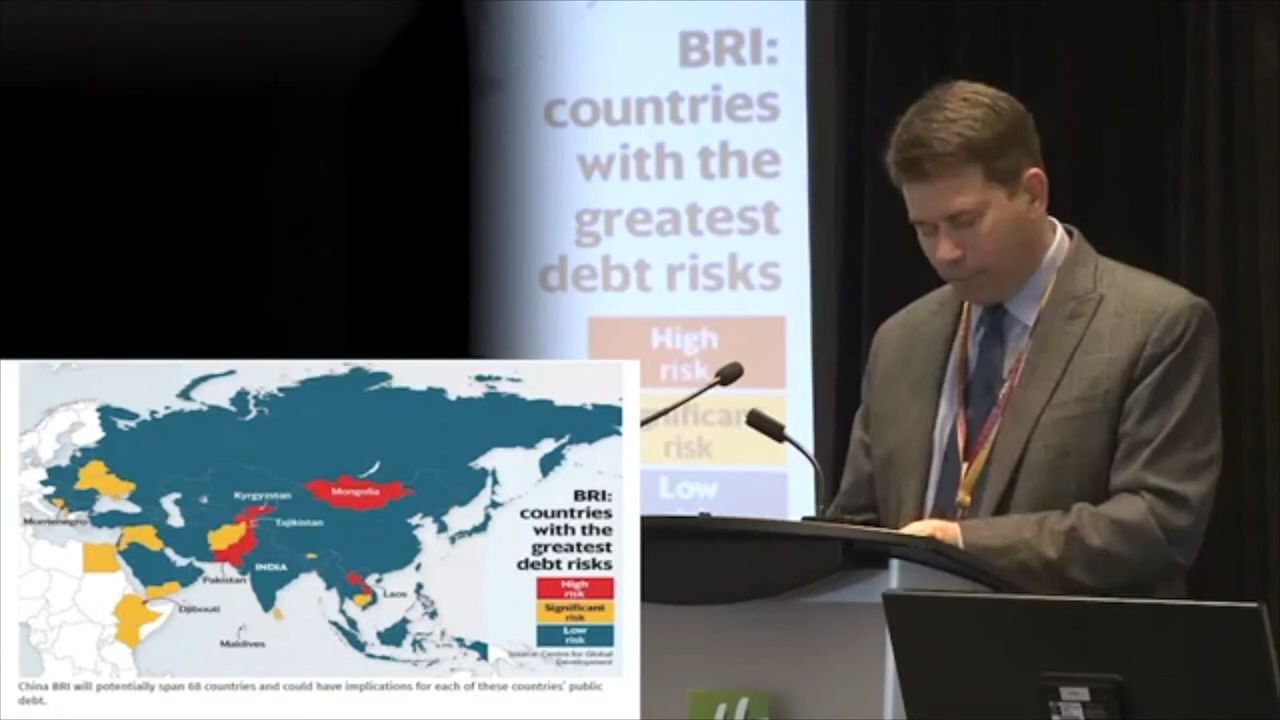 BRI:
countries
with the
greatest
debt risks
High
risk
risk
Low
Kyrgyzstan
Mongolia
Tajikistan
Montenegro
INDIA
Pakistan
Djibouti
Laos
Maldives
BRI:
countries
with the
greatest
debt risks
High
risk
Significant
risk
Low
risk
Source: Centre for Global
Development
China BRI will potentially span 68 countries and could have implications for each of these countries' public
debt.